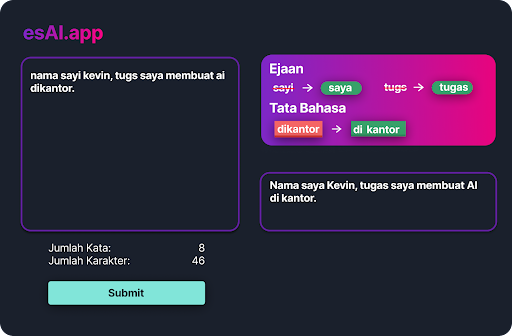 esAI.app
nama sayi kevin, tugs saya membuat ai
dikantor.
Jumlah Kata: 8
Jumlah Karakter: 46
Submit
Ejaan
sayi → saya tugs → tugas
Tata Bahasa
dikantor → di kantor
Nama saya Kevin, tugas saya membuat AI
di kantor.